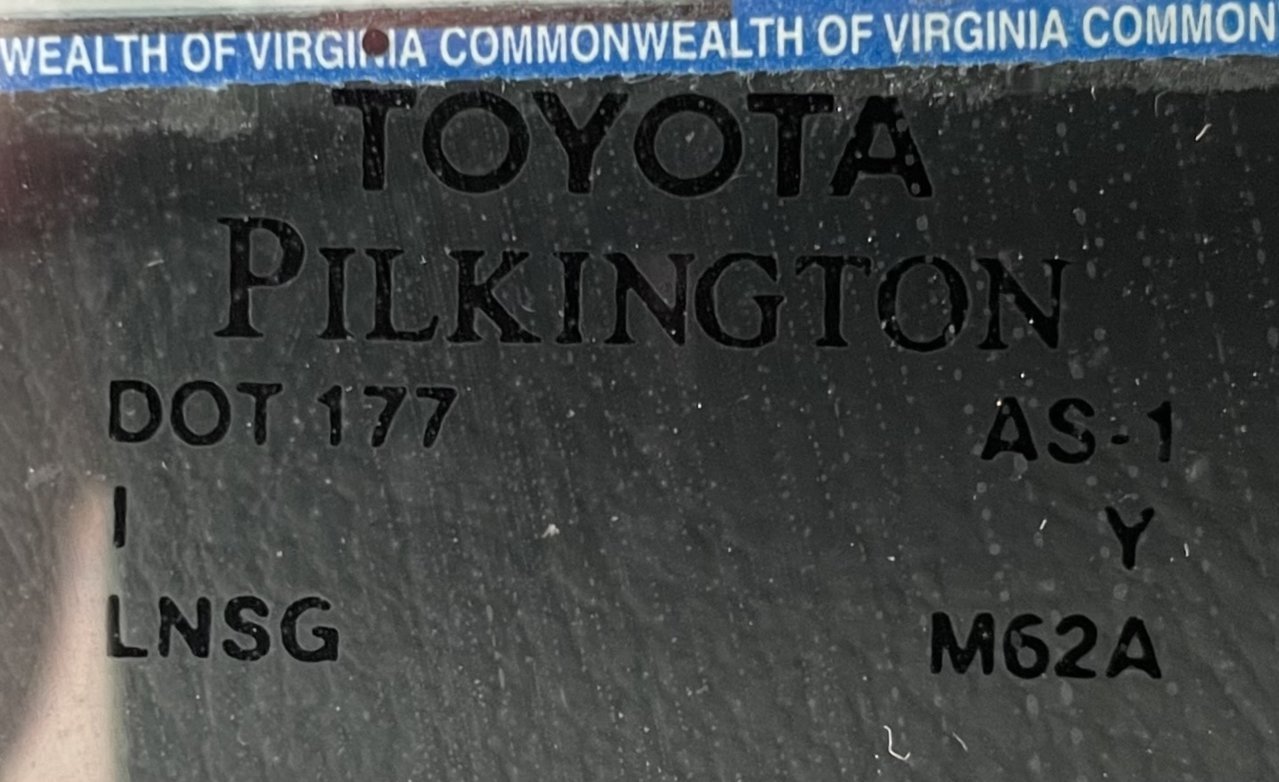 WEALTH OF VIRGINIA COMMONWEALTH OF VIRGINIA COMMON
TOYOTA
PILKINGTON
DOT 177 AS-1
I Y
LNSG M62A